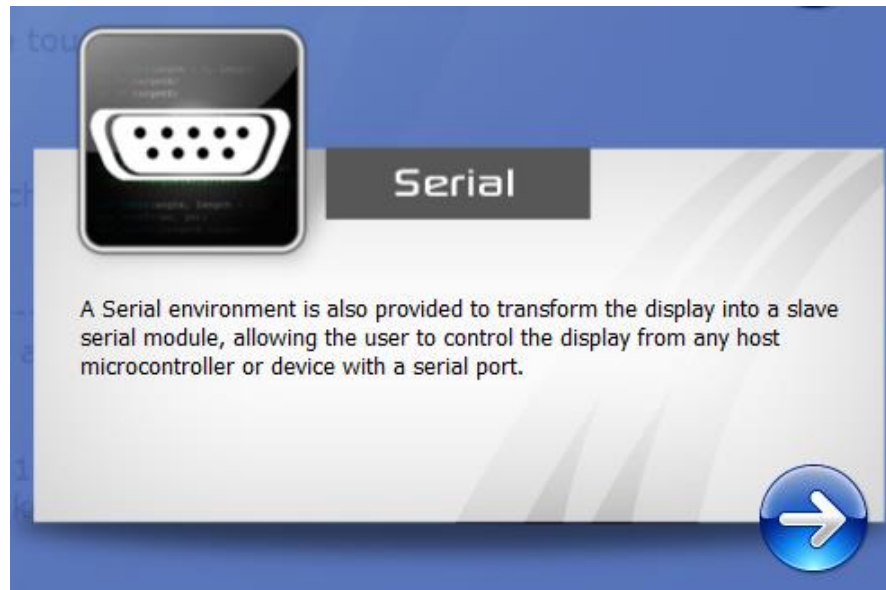 Serial
A Serial environment is also provided to transform the display into a slave
serial module, allowing the user to control the display from any host
microcontroller or device with a serial port.